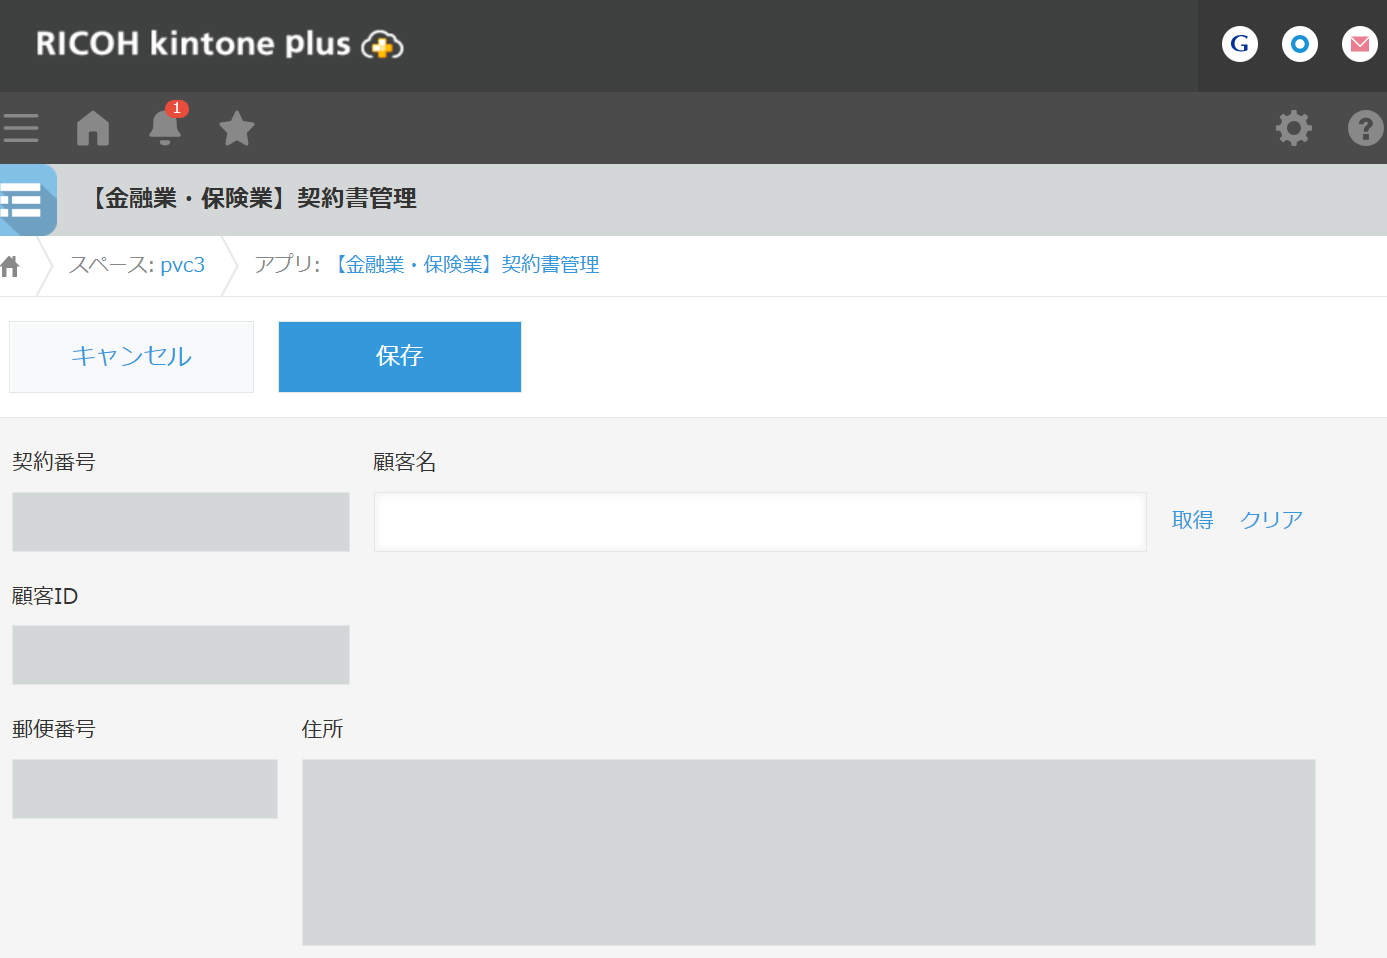 RICOH kintone plus
G
1
?
【金融業・保険業】契約書管理
スペース: pvc3 アプリ: 【金融業・保険業】契約書管理
キャンセル 保存
契約番号 顧客名
取得 クリア
顧客ID
郵便番号 住所